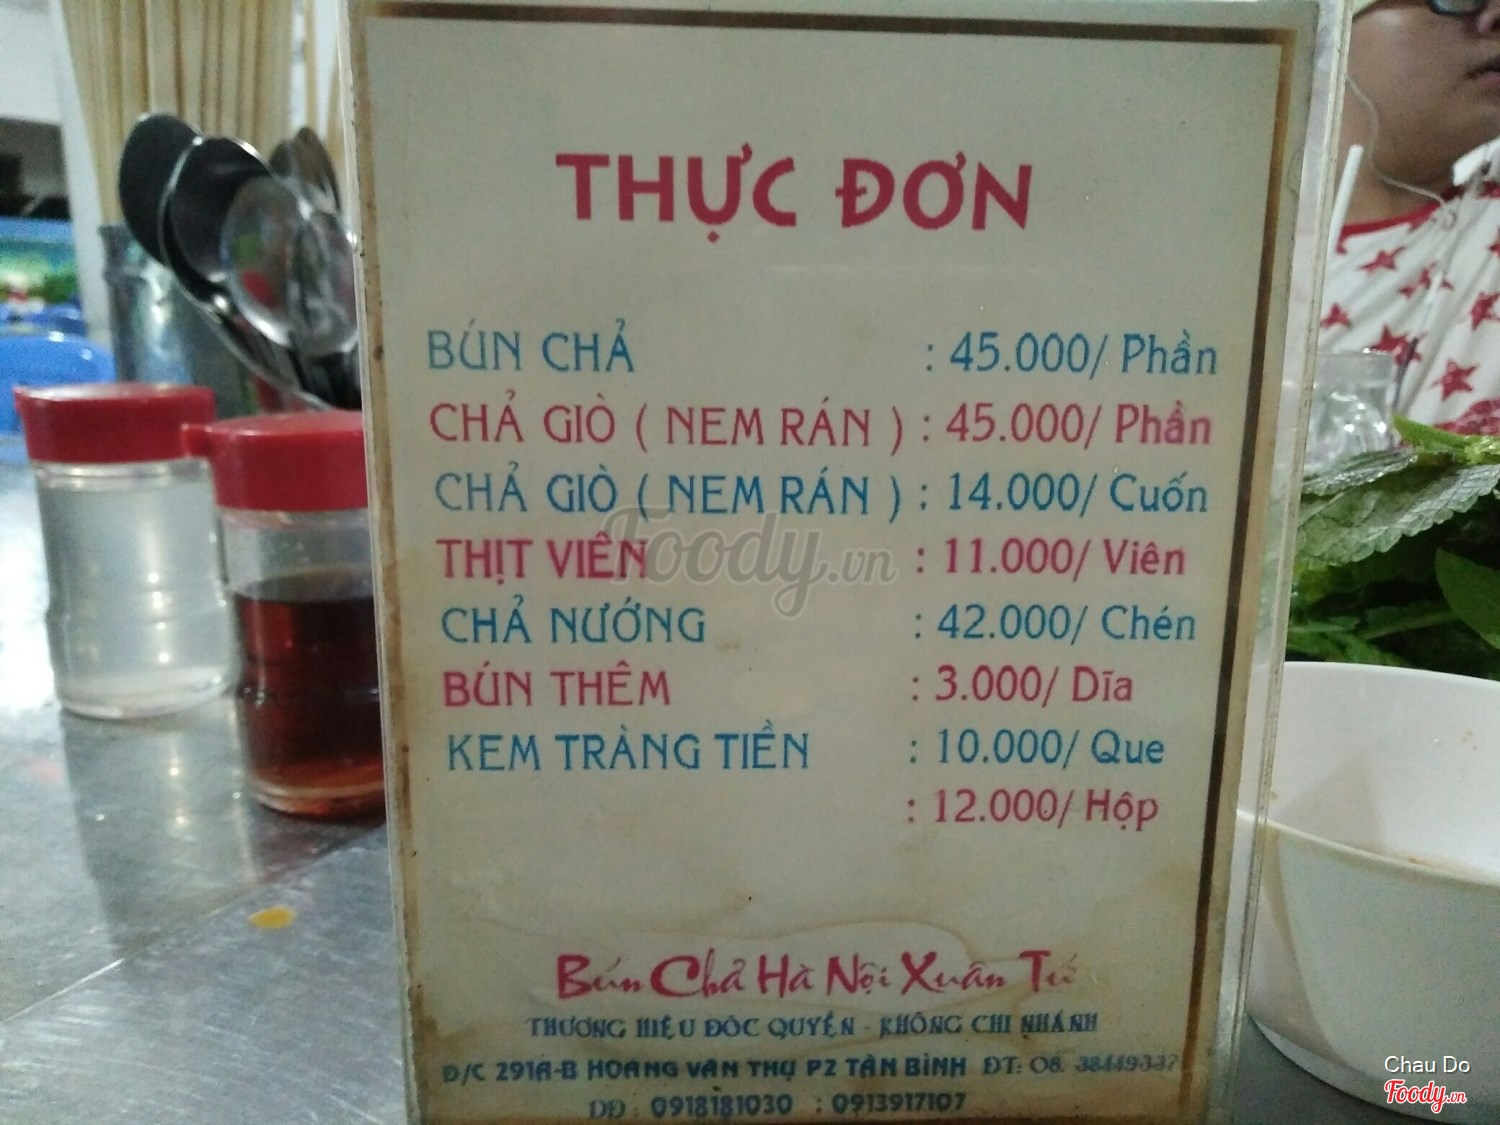 THỰC ĐƠN
BÚN CHẢ : 45.000/ Phần
CHẢ GIÒ ( NEM RÁN ) : 45.000/ Phần
CHẢ GIÒ ( NEM RÁN ) : 14.000/ Cuốn
THỊT VIÊN : 11.000/ Viên
CHẢ NƯỚNG : 42.000/ Chén
BÚN THÊM : 3.000/ Dĩa
KEM TRÀNG TIỀN : 10.000/ Que
: 12.000/ Hộp
Foody.vn
Bún Chả Hà Nội Xuân Tứ
THƯƠNG HIỆU ĐỘC QUYỀN - KHÔNG CHI NHÁNH
Đ/C 291A-B HOÀNG VĂN THỤ P2 TÂN BÌNH ĐT: 08.
DĐ : 0918181030 : 0913917107
Chau Do
Foody.vn